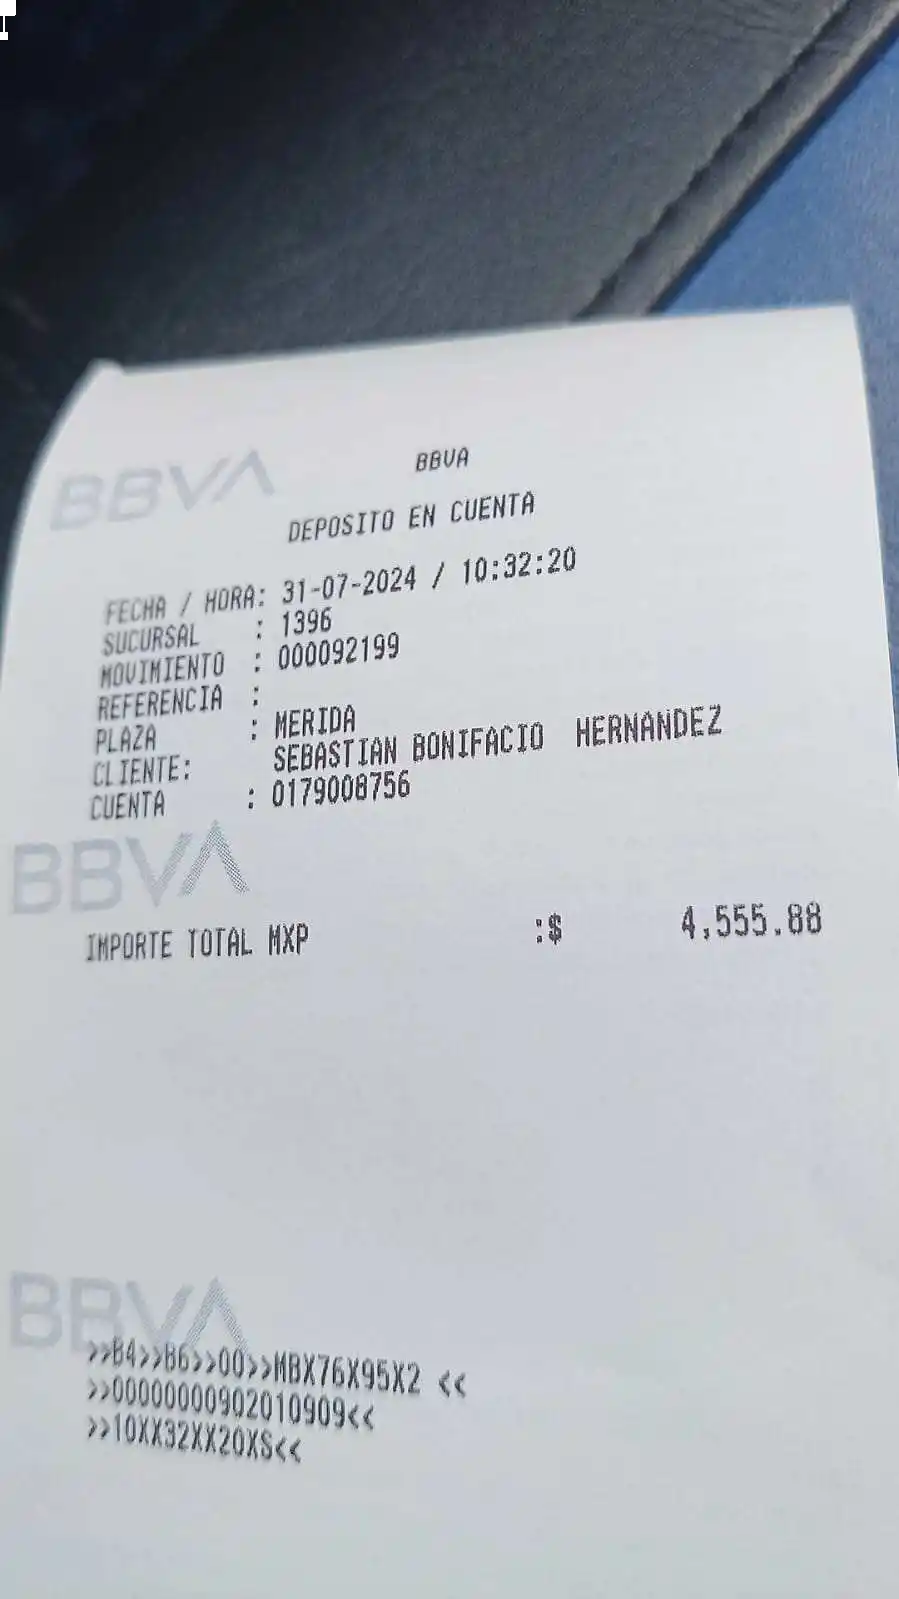 BBVA
BBVA
DEPOSITO EN CUENTA
FECHA / HORA: 31-07-2024 / 10:32:20
SUCURSAL : 1396
MOVIMIENTO : 000092199
REFERENCIA :
PLAZA : MERIDA
CLIENTE: SEBASTIAN BONIFACIO HERNANDEZ
CUENTA : 0179008756
BBVA
IMPORTE TOTAL MXP :$ 4,555.88
BBVA
>>B4>>B6>>00>>MBX76X95X2 <<
>>00000000902010909<<
>>10XX32XX20XS<<